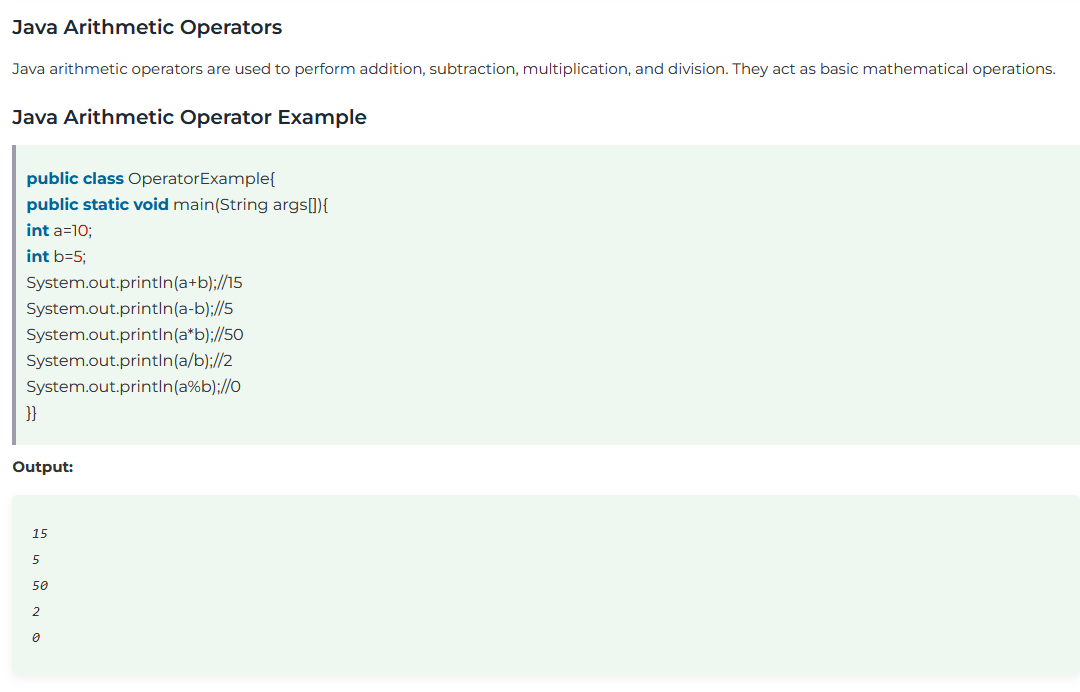 Java Arithmetic Operators
Java arithmetic operators are used to perform addition, subtraction, multiplication, and division. They act as basic mathematical operations.
Java Arithmetic Operator Example
public class OperatorExample{
public static void main(String args[]){
int a=10;
int b=5;
System.out.println(a+b);//15
System.out.println(a-b);//5
System.out.println(a*b);//50
System.out.println(a/b);//2
System.out.println(a%b);//0
}}
Output:
15
5
50
2
0